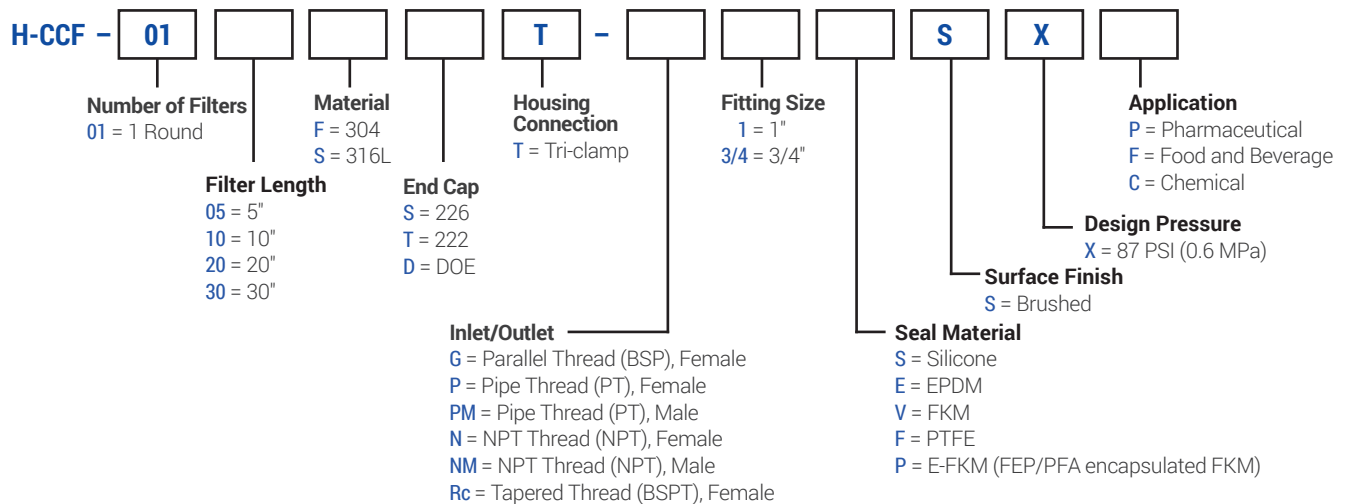 H-CCF – 01 T – S X
Number of Filters
01 = 1 Round
Filter Length
05 = 5"
10 = 10"
20 = 20"
30 = 30"
Material
F = 304
S = 316L
End Cap
S = 226
T = 222
D = DOE
Housing
Connection
T = Tri-clamp
Inlet/Outlet
G = Parallel Thread (BSP), Female
P = Pipe Thread (PT), Female
PM = Pipe Thread (PT), Male
N = NPT Thread (NPT), Female
NM = NPT Thread (NPT), Male
Rc = Tapered Thread (BSPT), Female
Fitting Size
1 = 1"
3/4 = 3/4"
Seal Material
S = Silicone
E = EPDM
V = FKM
F = PTFE
P = E-FKM (FEP/PFA encapsulated FKM)
Surface Finish
S = Brushed
Design Pressure
X = 87 PSI (0.6 MPa)
Application
P = Pharmaceutical
F = Food and Beverage
C = Chemical